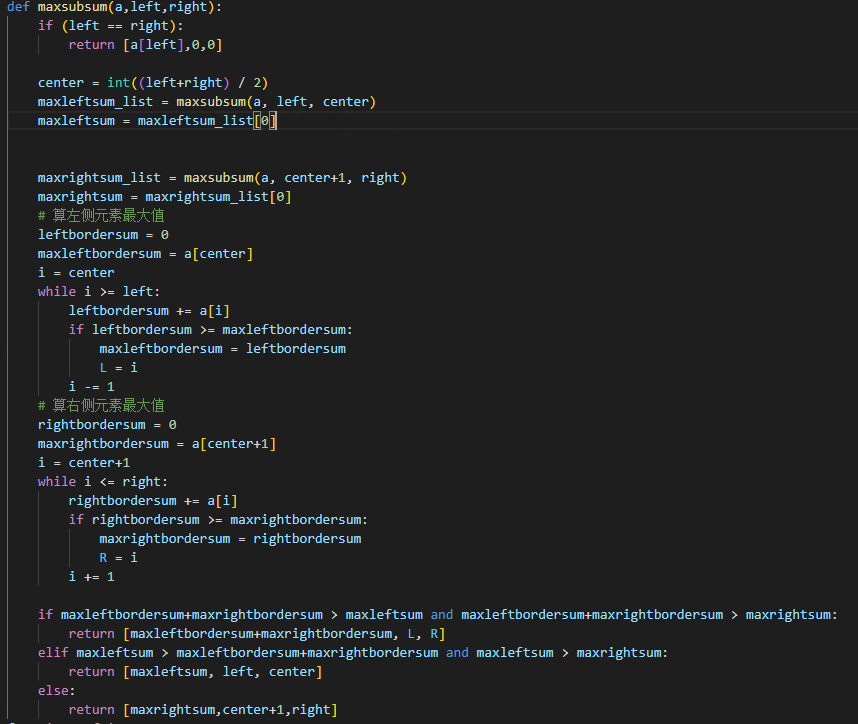 def maxsubsum(a,left,right):
    if (left == right):
        return [a[left],0,0]
    center = int((left+right) / 2)
    maxleftsum_list = maxsubsum(a, left, center)
    maxleftsum = maxleftsum_list[0]
    maxrightsum_list = maxsubsum(a, center+1, right)
    maxrightsum = maxrightsum_list[0]
    # 算左侧元素最大值
    leftbordersum = 0
    maxleftbordersum = a[center]
    i = center
    while i >= left:
        leftbordersum += a[i]
        if leftbordersum >= maxleftbordersum:
            maxleftbordersum = leftbordersum
            L = i
        i -= 1
    # 算右侧元素最大值
    rightbordersum = 0
    maxrightbordersum = a[center+1]
    i = center+1
    while i <= right:
        rightbordersum += a[i]
        if rightbordersum >= maxrightbordersum:
            maxrightbordersum = rightbordersum
            R = i
        i += 1
    if maxleftbordersum+maxrightbordersum > maxleftsum and maxleftbordersum+maxrightbordersum > maxrightsum:
        return [maxleftbordersum+maxrightbordersum, L, R]
    elif maxleftsum > maxleftbordersum+maxrightbordersum and maxleftsum > maxrightsum:
        return [maxleftsum, left, center]
    else:
        return [maxrightsum,center+1,right]